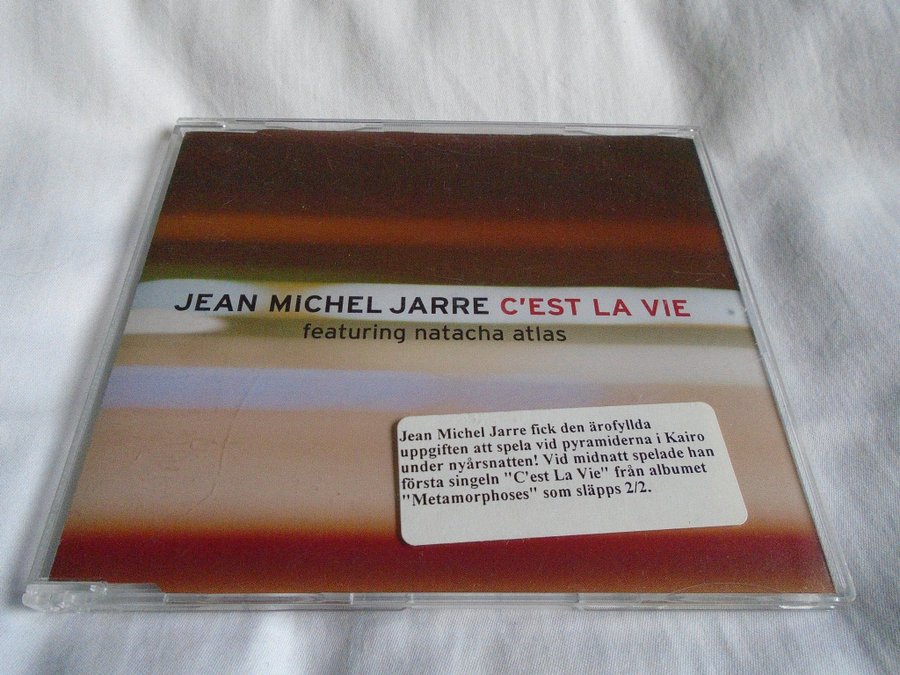 JEAN MiCHEL JARRE C'EST LA ViE
featuring natacha atlas
Jean Michel Jarre fick den ärofyllda
uppgiften att spela vid pyramiderna i Kairo
under nyårsnatten! Vid midnatt spelade han
första singeln "C'est La Vie" från albumet
"Metamorphoses" som släpps 2/2.